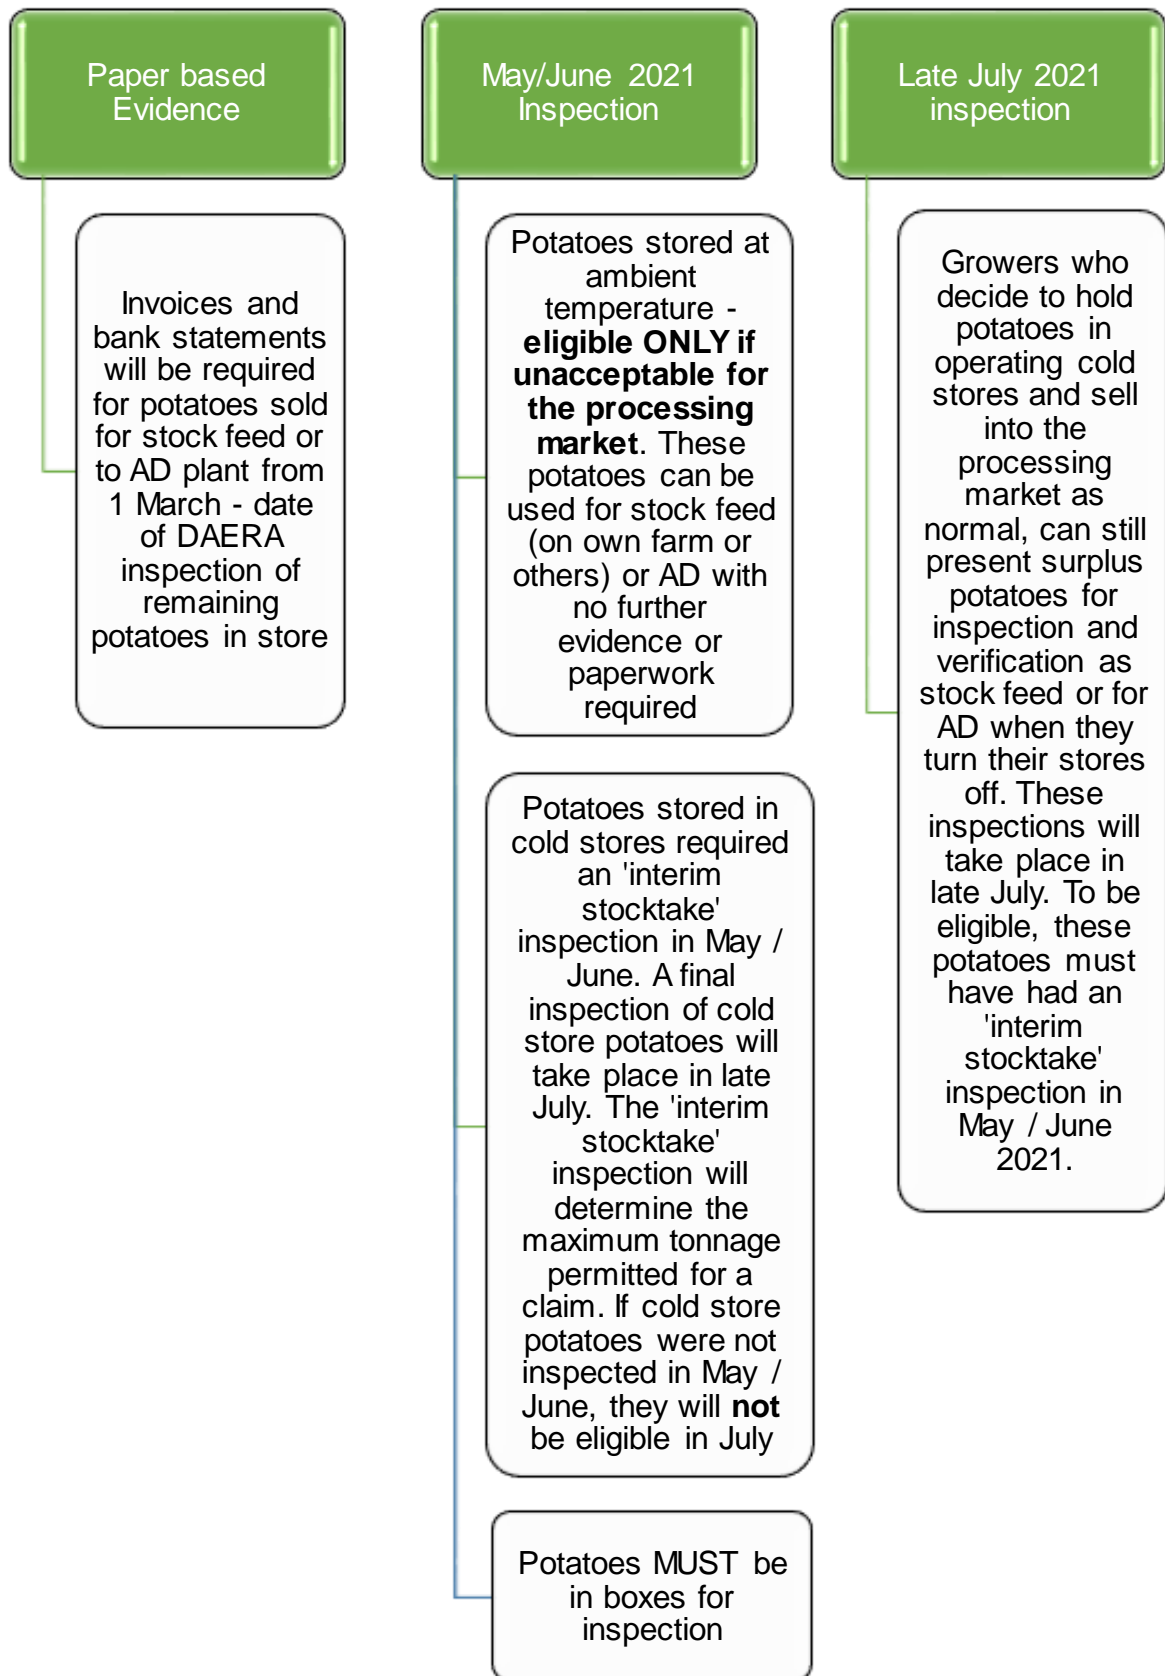 Paper based
Evidence
Invoices and
bank statements
will be required
for potatoes sold
for stock feed or
to AD plant from
1 March - date
of DAERA
inspection of
remaining
potatoes in store
May/June 2021
Inspection
Potatoes stored at
ambient
temperature -
eligible ONLY if
unacceptable for
the processing
market. These
potatoes can be
used for stock feed
(on own farm or
others) or AD with
no further
evidence or
paperwork
required
Potatoes stored in
cold stores required
an 'interim
stocktake'
inspection in May /
June. A final
inspection of cold
store potatoes will
take place in late
July. The 'interim
stocktake'
inspection will
determine the
maximum tonnage
permitted for a
claim. If cold store
potatoes were not
inspected in May /
June, they will not
be eligible in July
Potatoes MUST be
in boxes for
inspection
Late July 2021
inspection
Growers who
decide to hold
potatoes in
operating cold
stores and sell
into the
processing
market as
normal, can still
present surplus
potatoes for
inspection and
verification as
stock feed or for
AD when they
turn their stores
off. These
inspections will
take place in
late July. To be
eligible, these
potatoes must
have had an
'interim
stocktake'
inspection in
May / June
2021.